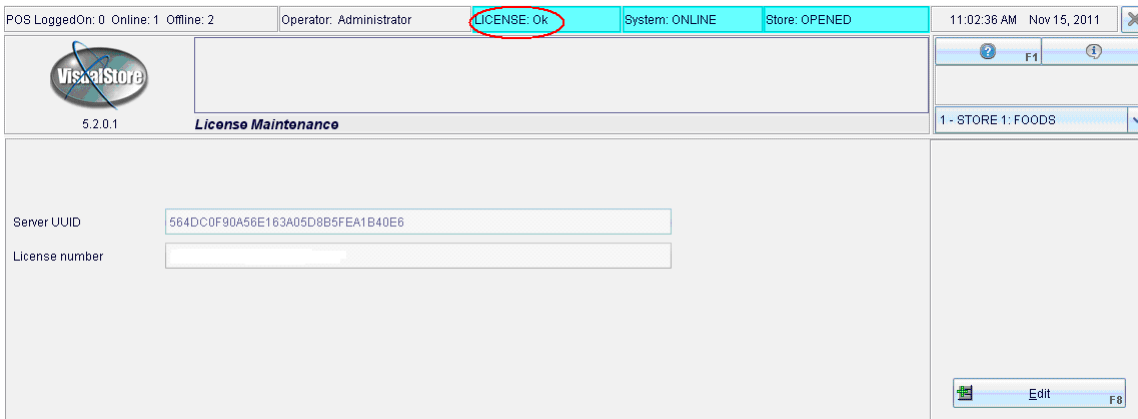 POS LoggedOn: 0 Online: 1 Offline: 2 Operator: Administrator LICENSE: Ok System: ONLINE Store: OPENED 11:02:36 AM Nov 15, 2011
F1
VisualStore
5.2.0.1 License Maintenance
1 - STORE 1: FOODS
Server UUID 564DC0F90A56E163A05D8B5FEA1B40E6
License number
Edit F8